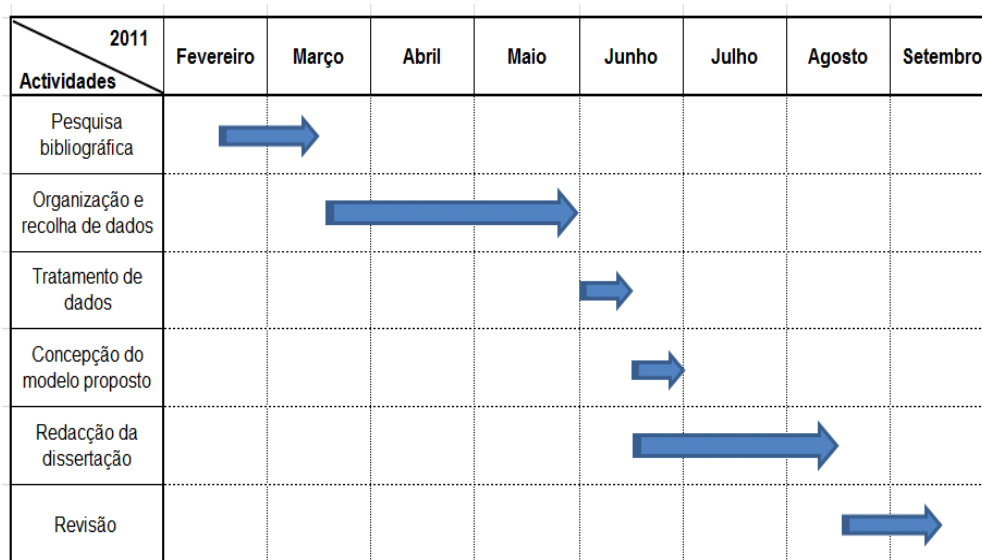 2011
Actividades
Fevereiro Março Abril Maio Junho Julho Agosto Setembro
Pesquisa
bibliográfica
Organização e
recolha de dados
Tratamento de
dados
Concepção do
modelo proposto
Redacção da
dissertação
Revisão